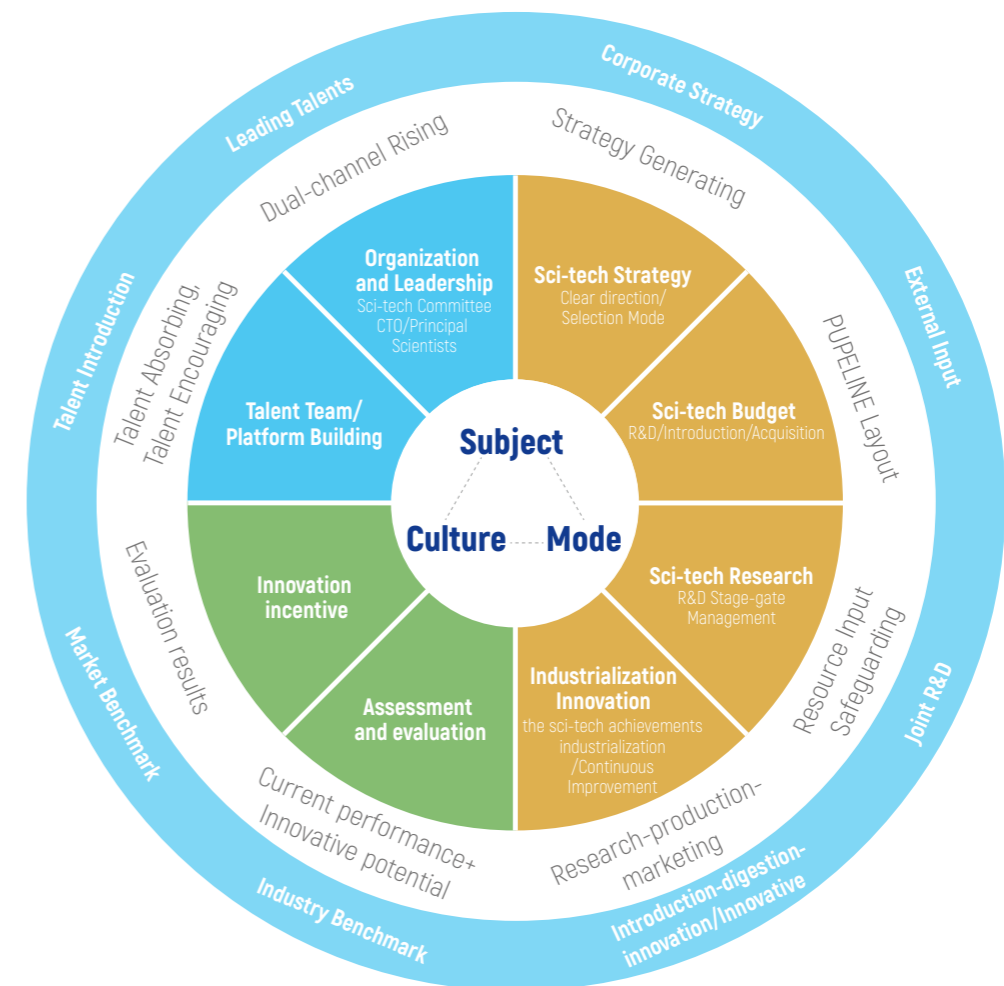 Leading Talents
Corporate Strategy
Dual-channel Rising
Strategy Generating
Talent Introduction
External Input
Talent Absorbing,
Talent Encouraging
PUPELINE Layout
Organization
and Leadership
Sci-tech Committee
CTO/Principal
Scientists
Sci-tech Strategy
Clear direction/
Selection Mode
Talent Team/
Platform Building
Sci-tech Budget
R&D/Introduction/Acquisition
Subject
Culture
Mode
Innovation
incentive
Sci-tech Research
R&D Stage-gate
Management
Assessment
and evaluation
Industrialization
Innovation
the sci-tech achievements
industrialization
/Continuous
Improvement
Evaluation results
Resource Input
Safeguarding
Market Benchmark
Joint R&D
Current performance+
Innovative potential
Research-production-
marketing
Industry Benchmark
Introduction-digestion-
innovation/Innovative